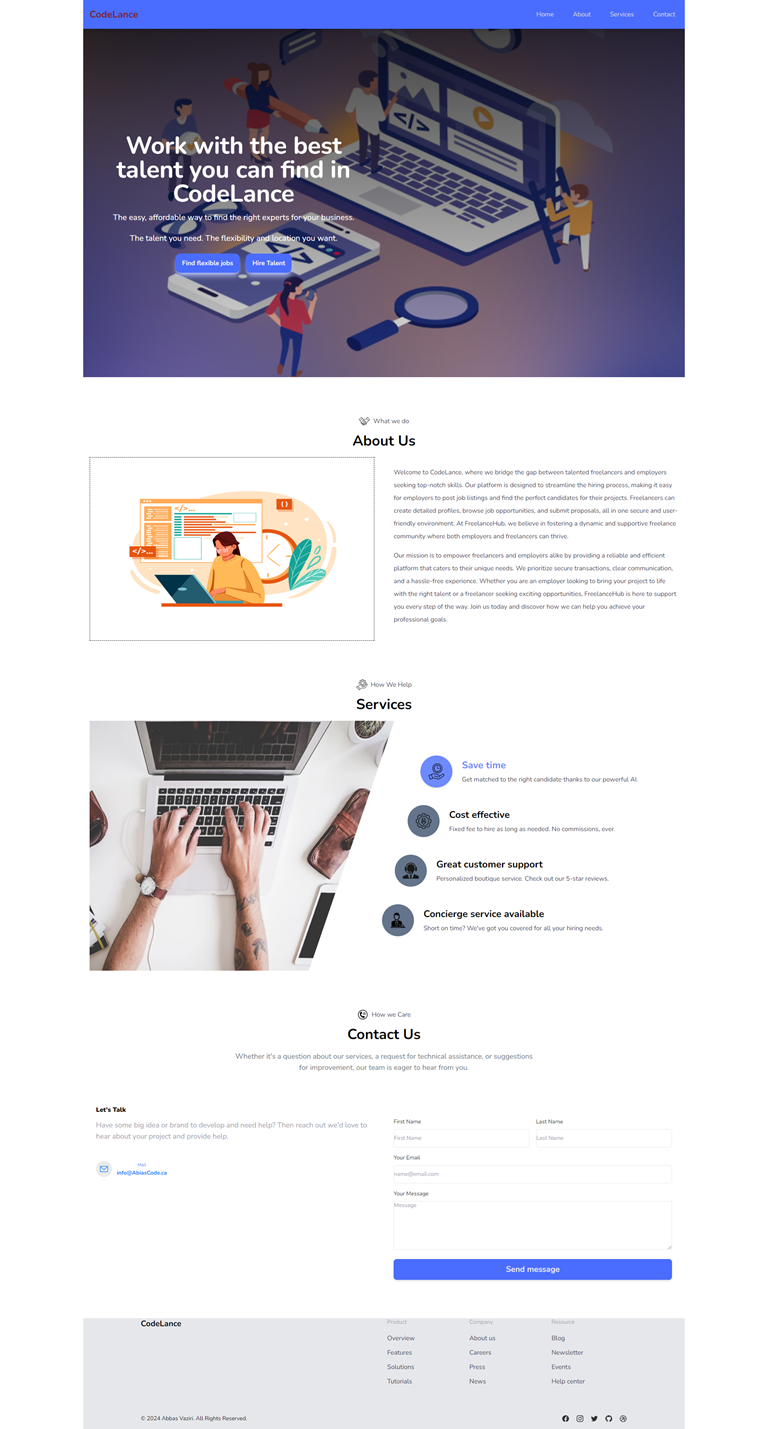 CodeLance
Home
About
Services
Contact
Work with the best
talent you can find in
CodeLance
The easy, affordable way to find the right experts for your business.
The talent you need. The flexibility and location you want.
Find flexible jobs
Hire Talent
</>
What we do
About Us
{ }
</>...
</>...
Welcome to CodeLance, where we bridge the gap between talented freelancers and employers
seeking top-notch skills. Our platform is designed to streamline the hiring process, making it easy
for employers to post job listings and find the perfect candidates for their projects. Freelancers can
create detailed profiles, browse job opportunities, and submit proposals, all in one secure and user-
friendly environment. At FreelanceHub, we believe in fostering a dynamic and supportive freelance
community where both employers and freelancers can thrive.
Our mission is to empower freelancers and employers alike by providing a reliable and efficient
platform that caters to their unique needs. We prioritize secure transactions, clear communication,
and a hassle-free experience. Whether you are an employer looking to bring your project to life
with the right talent or a freelancer seeking exciting opportunities, FreelanceHub is here to support
you every step of the way. Join us today and discover how we can help you achieve your
professional goals.
How We Help
Services
Save time
Get matched to the right candidate thanks to our powerful AI.
Cost effective
Fixed fee to hire as long as needed. No commissions, ever.
Great customer support
Personalized boutique service. Check out our 5-star reviews.
Concierge service available
Short on time? We've got you covered for all your hiring needs.
How we Care
Contact Us
Whether it's a question about our services, a request for technical assistance, or suggestions
for improvement, our team is eager to hear from you.
Let's Talk
Have some big idea or brand to develop and need help? Then reach out we'd love to
hear about your project and provide help.
Mail
info@AbiasCode.ca
First Name
Last Name
First Name
Last Name
Your Email
name@email.com
Your Message
Message
Send message
CodeLance
Product
Overview
Features
Solutions
Tutorials
Company
About us
Careers
Press
News
Resource
Blog
Newsletter
Events
Help center
© 2024 Abbas Vaziri. All Rights Reserved.